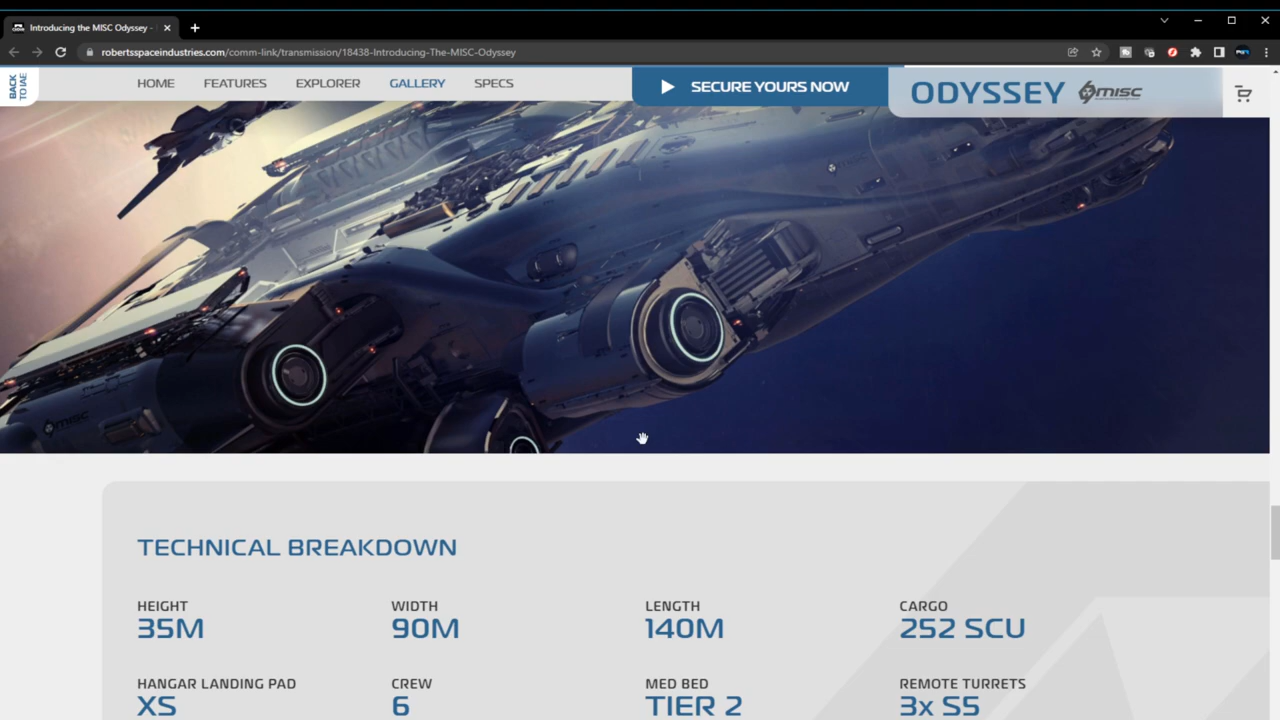 Introducing the MISC Odyssey -
robertsspaceindustries.com/comm-link/transmission/18438-Introducing-The-MISC-Odyssey
BACK
TO IAE
HOME
FEATURES
EXPLORER
GALLERY
SPECS
SECURE YOURS NOW
ODYSSEY
MISC
MISC
TECHNICAL BREAKDOWN
HEIGHT
35M
WIDTH
90M
LENGTH
140M
CARGO
252 SCU
HANGAR LANDING PAD
XS
CREW
6
MED BED
TIER 2
REMOTE TURRETS
3x S5